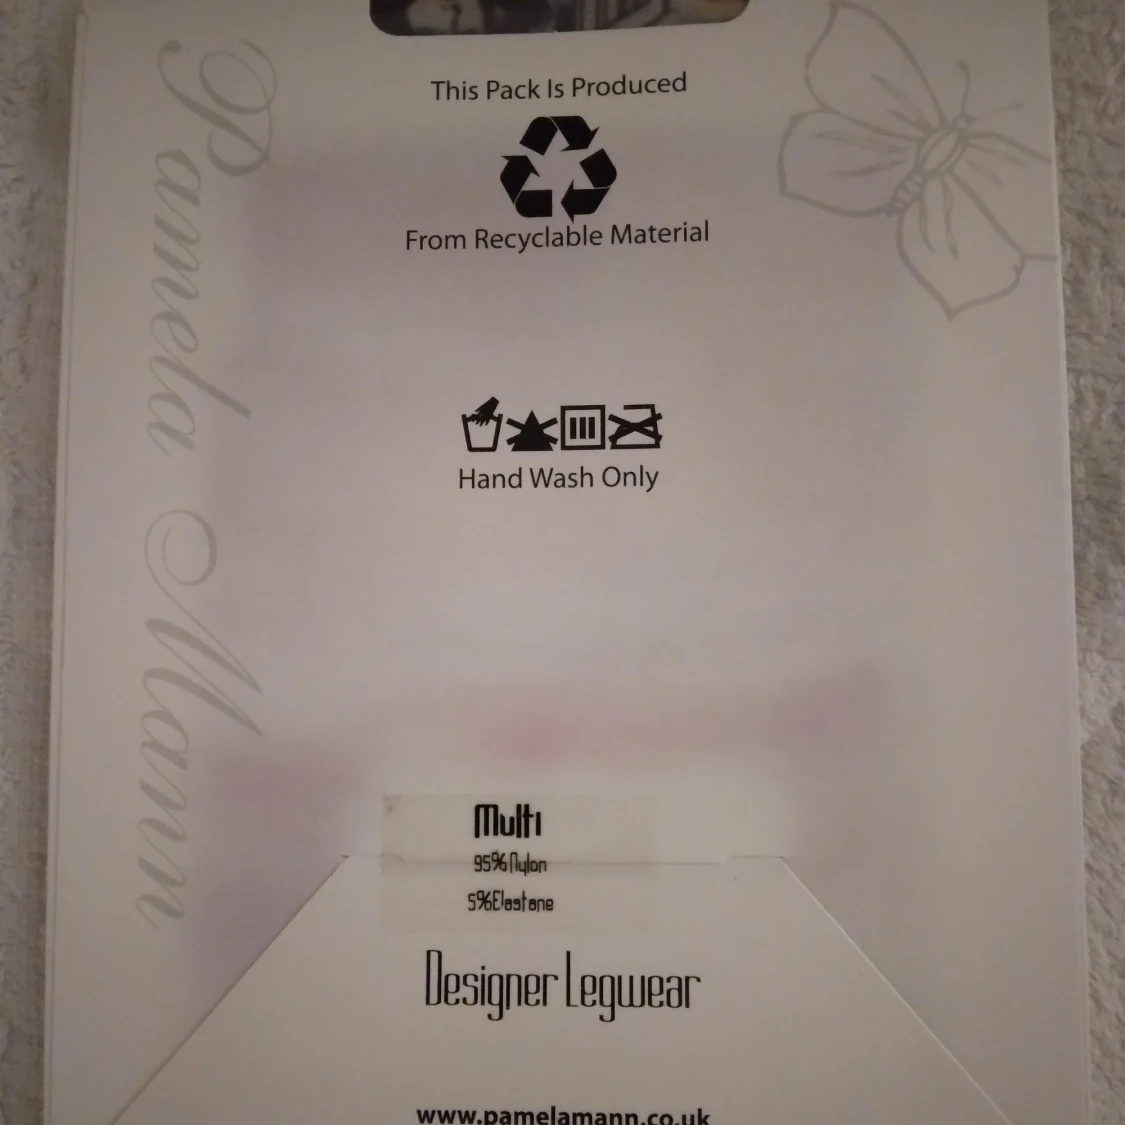 Pamela Mann
This Pack Is Produced
From Recyclable Material
Hand Wash Only
Multi
95% Nylon
5%Elastane
Designer Legwear
www.pamelamann.co.uk